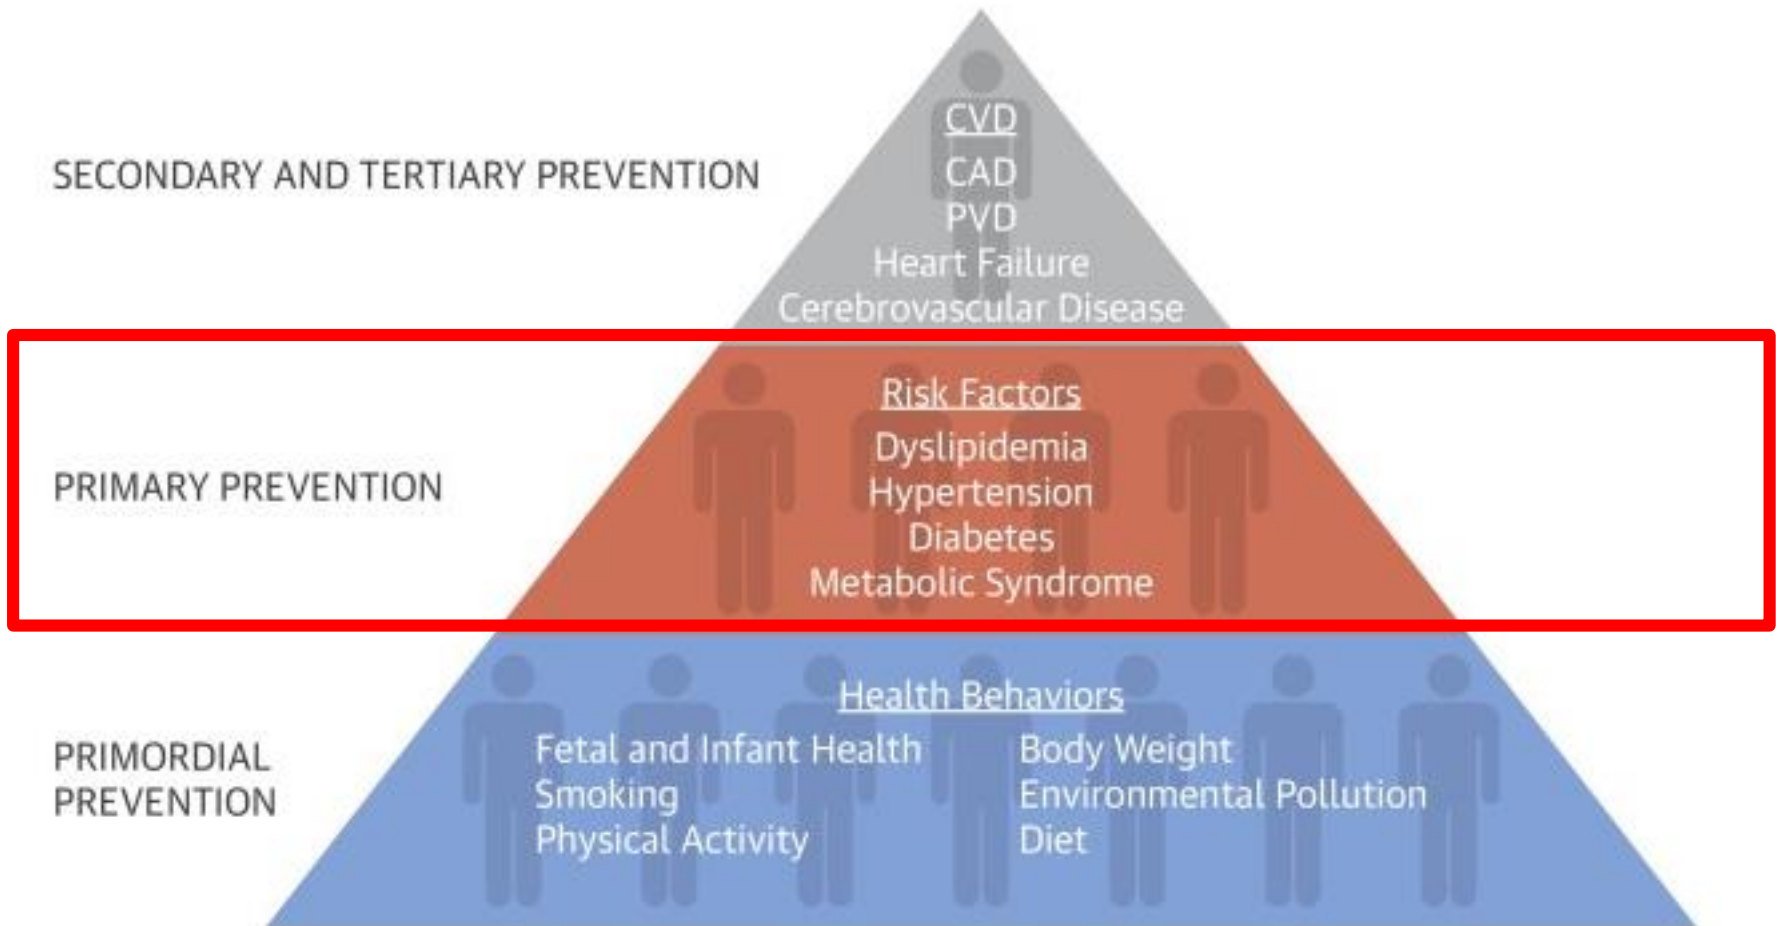 CVD
SECONDARY AND TERTIARY PREVENTION
CAD
PVD
Heart Failure
Cerebrovascular Disease
PRIMARY PREVENTION
Risk Factors
Dyslipidemia
Hypertension
Diabetes
Metabolic Syndrome
PRIMORDIAL
PREVENTION
Health Behaviors
Fetal and Infant Health
Smoking
Physical Activity
Body Weight
Environmental Pollution
Diet